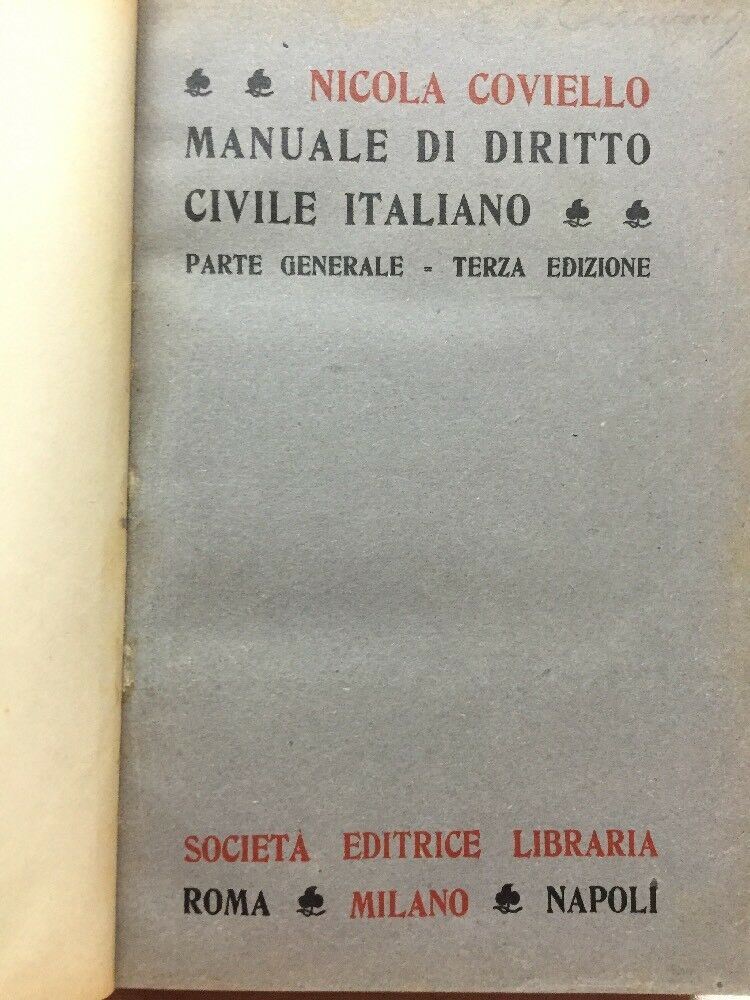 NICOLA COVIELLO
MANUALE DI DIRITTO
CIVILE ITALIANO
PARTE GENERALE = TERZA EDIZIONE
SOCIETÀ EDITRICE LIBRARIA
ROMA MILANO NAPOLI